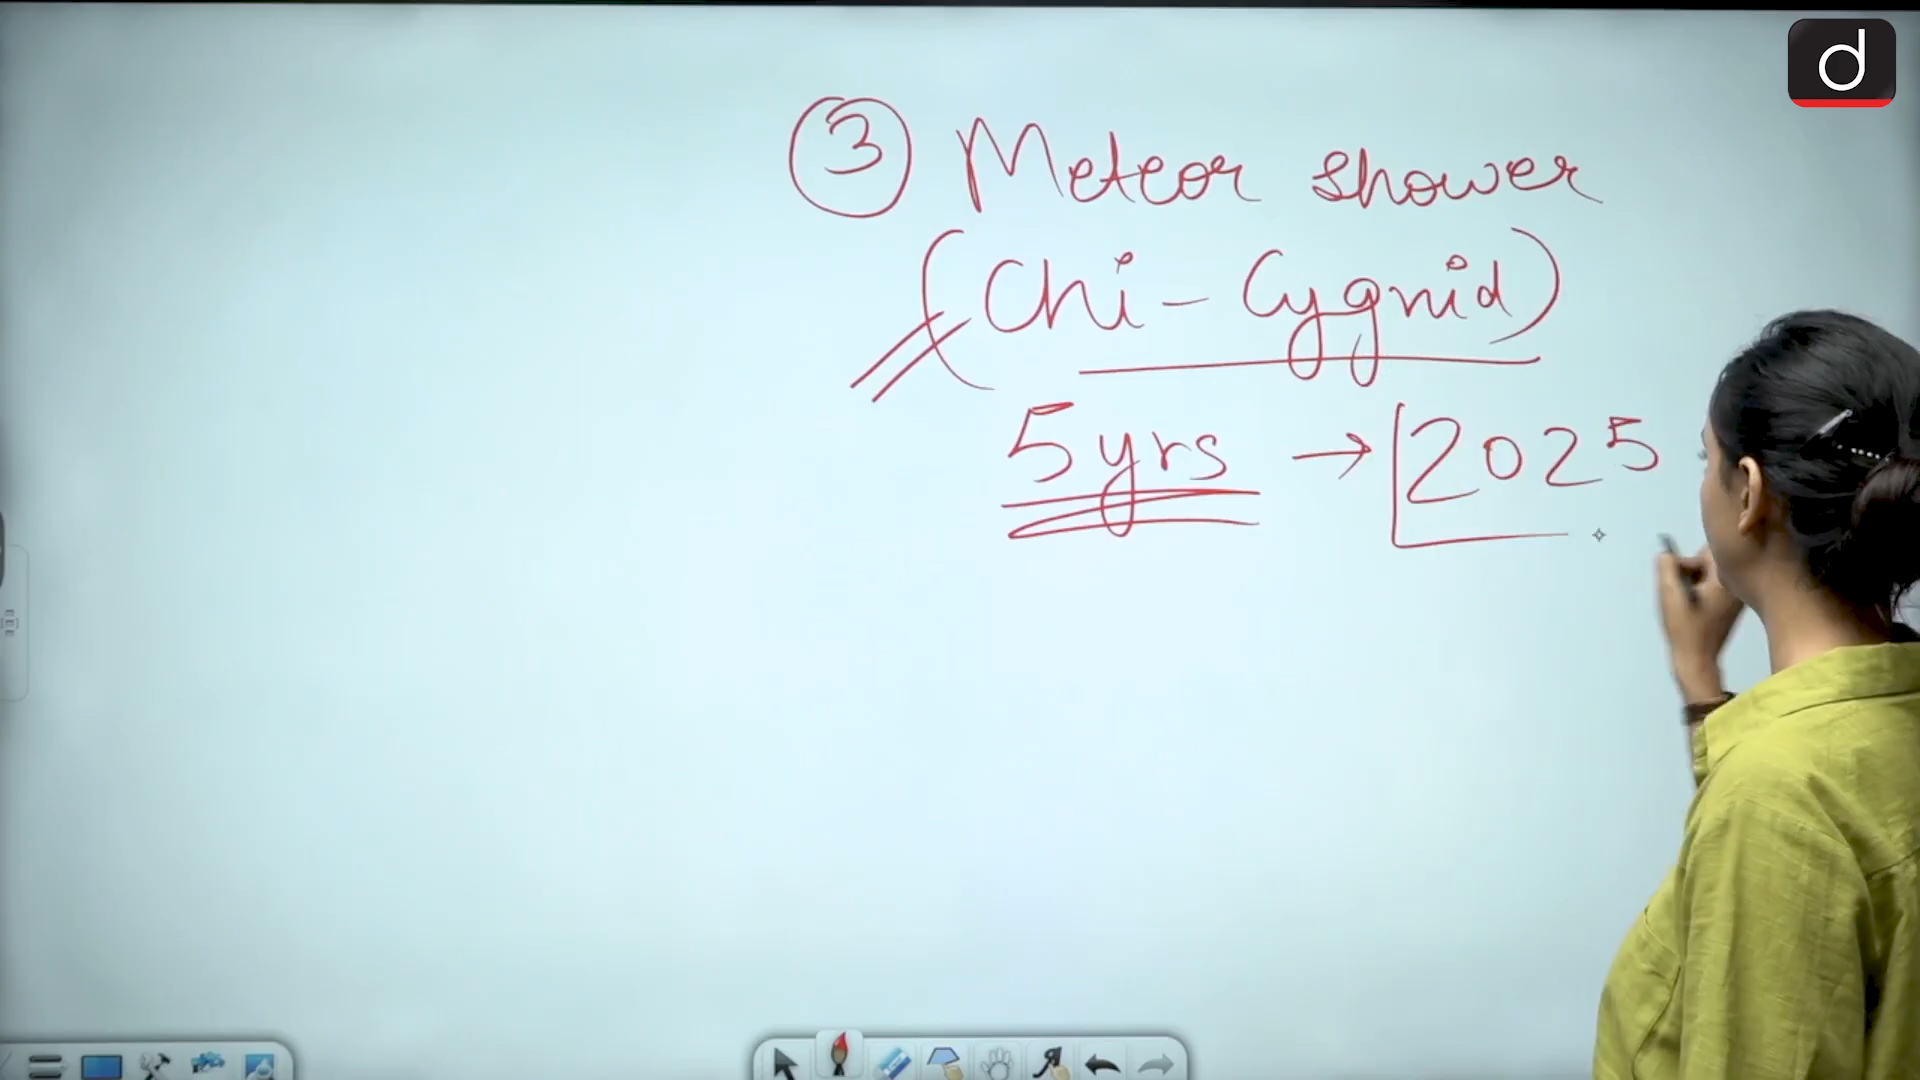 ③ Meteor shower
(Chi - Cygnid)
5 yrs → 2025
d